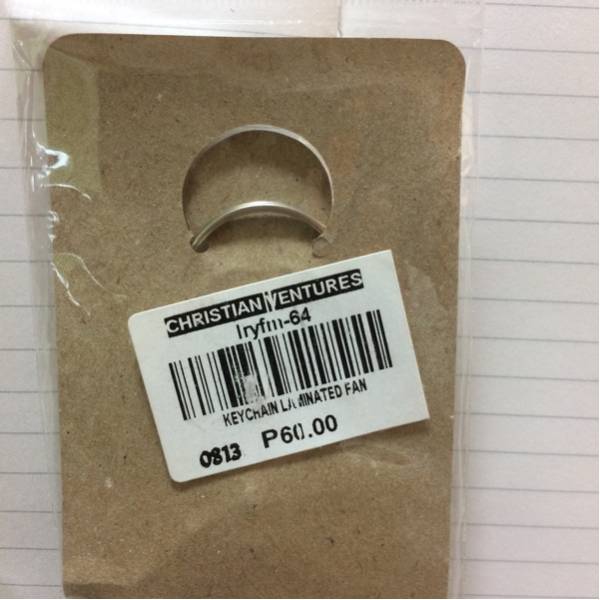 CHRISTIAN VENTURES
lryfm-64
KEYCHAIN LAMINATED FAN
0813 P60.00